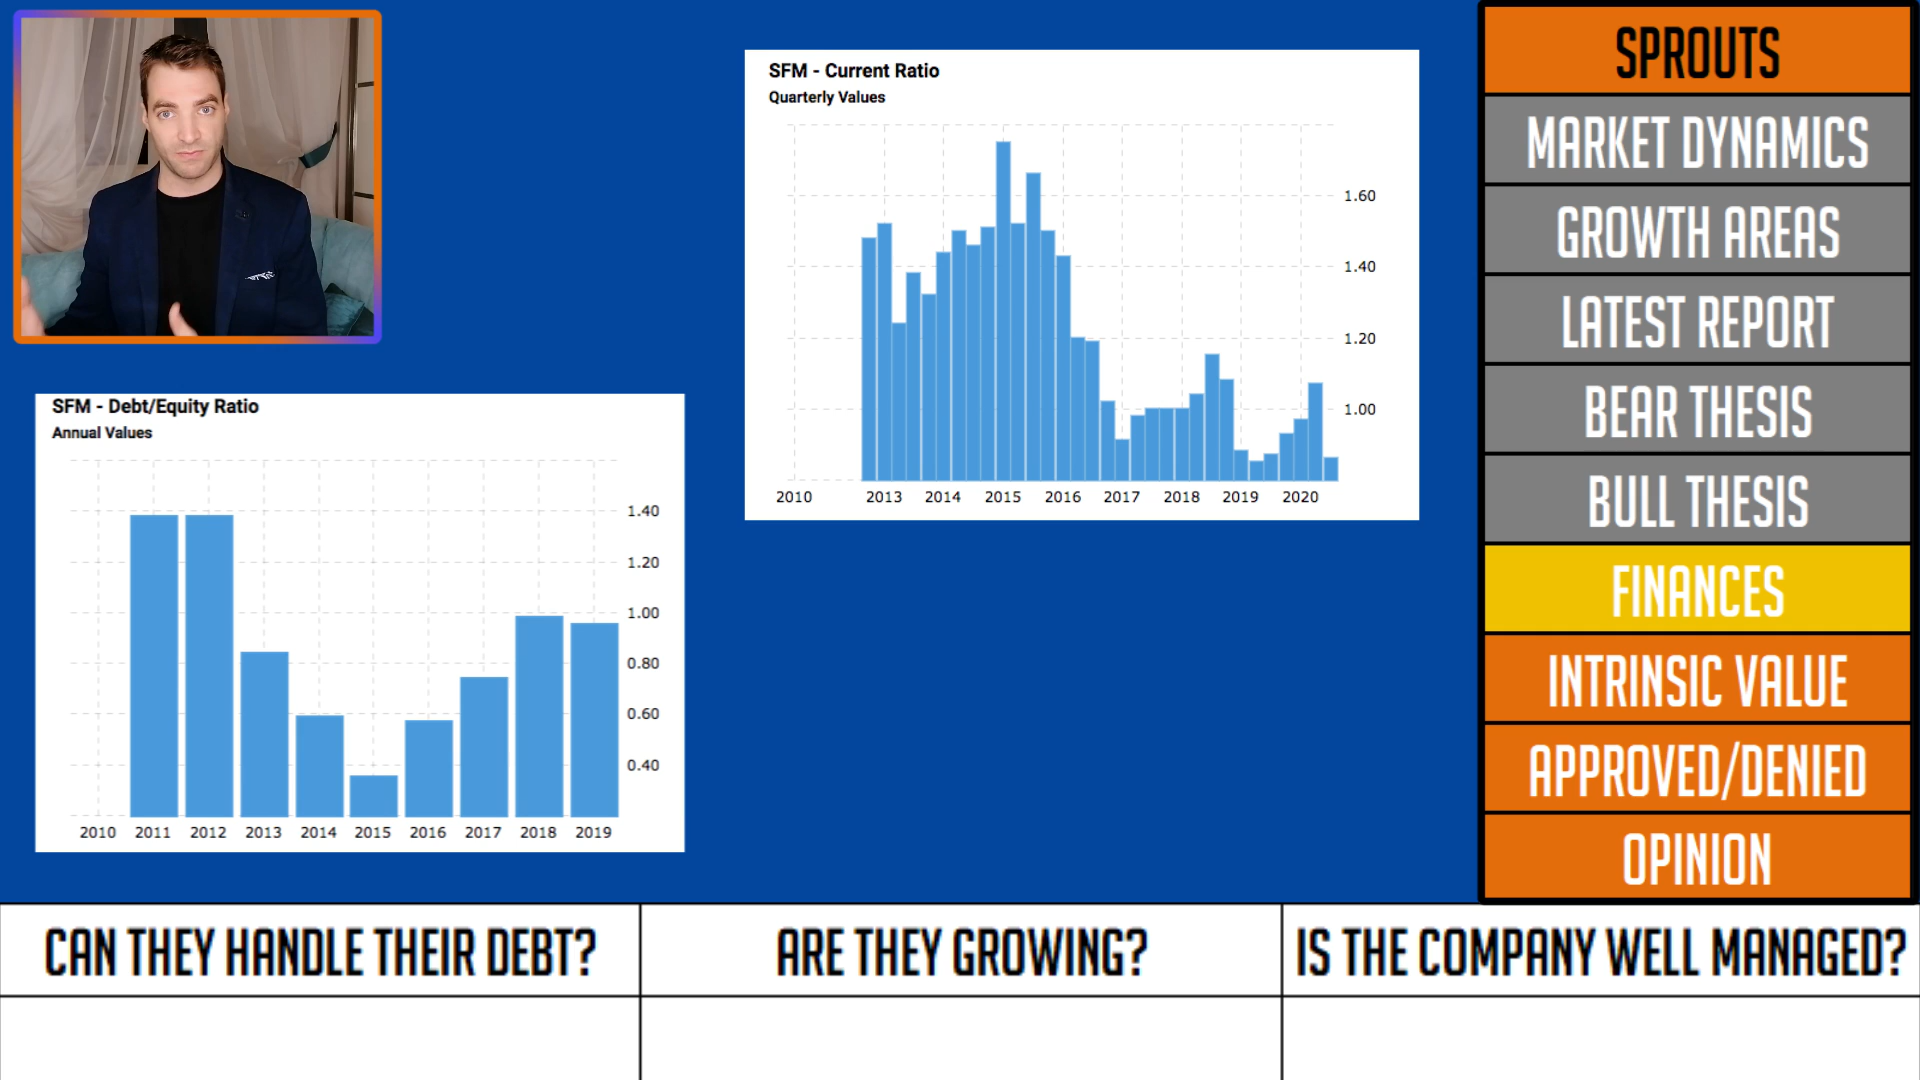 SFM - Current Ratio
Quarterly Values
1.60
1.40
1.20
1.00
2010 2013 2014 2015 2016 2017 2018 2019 2020
SFM - Debt/Equity Ratio
Annual Values
1.40
1.20
1.00
0.80
0.60
0.40
2010 2011 2012 2013 2014 2015 2016 2017 2018 2019
SPROUTS
MARKET DYNAMICS
GROWTH AREAS
LATEST REPORT
BEAR THESIS
BULL THESIS
FINANCES
INTRINSIC VALUE
APPROVED/DENIED
OPINION
CAN THEY HANDLE THEIR DEBT?
ARE THEY GROWING?
IS THE COMPANY WELL MANAGED?